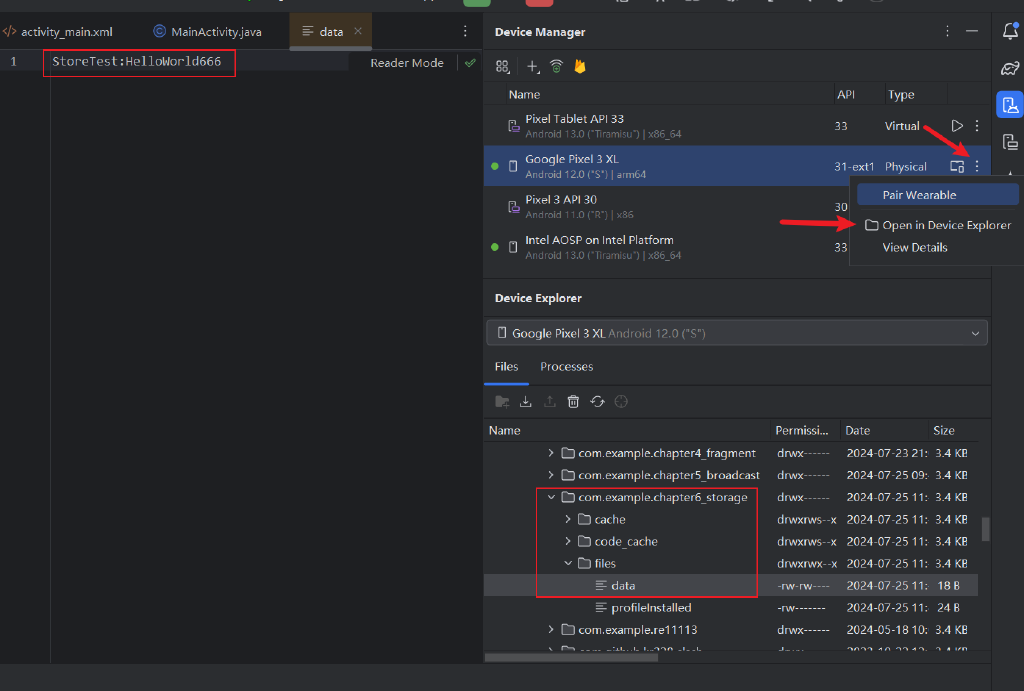 activity_main.xml
MainActivity.java
data
1
StoreTest:HelloWorld666
Reader Mode
Device Manager
Name API Type
Pixel Tablet API 33
Android 13.0 ("Tiramisu") | x86_64
33 Virtual
Google Pixel 3 XL
Android 12.0 ("S") | arm64
31-ext1 Physical
Pixel 3 API 30
Android 11.0 ("R") | x86
30
Intel AOSP on Intel Platform
Android 13.0 ("Tiramisu") | x86_64
33
Pair Wearable
Open in Device Explorer
View Details
Device Explorer
Google Pixel 3 XL Android 12.0 ("S")
Files Processes
Name Permissi... Date Size
com.example.chapter4_fragment drwx------ 2024-07-23 21: 3.4 KB
com.example.chapter5_broadcast drwx------ 2024-07-25 09: 3.4 KB
com.example.chapter6_storage drwx------ 2024-07-25 11: 3.4 KB
cache drwxrws--x 2024-07-25 11: 3.4 KB
code_cache drwxrws--x 2024-07-25 11: 3.4 KB
files drwxrwx--x 2024-07-25 11: 3.4 KB
data -rw-rw---- 2024-07-25 11: 18 B
profileInstalled -rw------- 2024-07-25 11: 24 B
com.example.re11113 drwx------ 2024-05-18 10: 3.4 KB